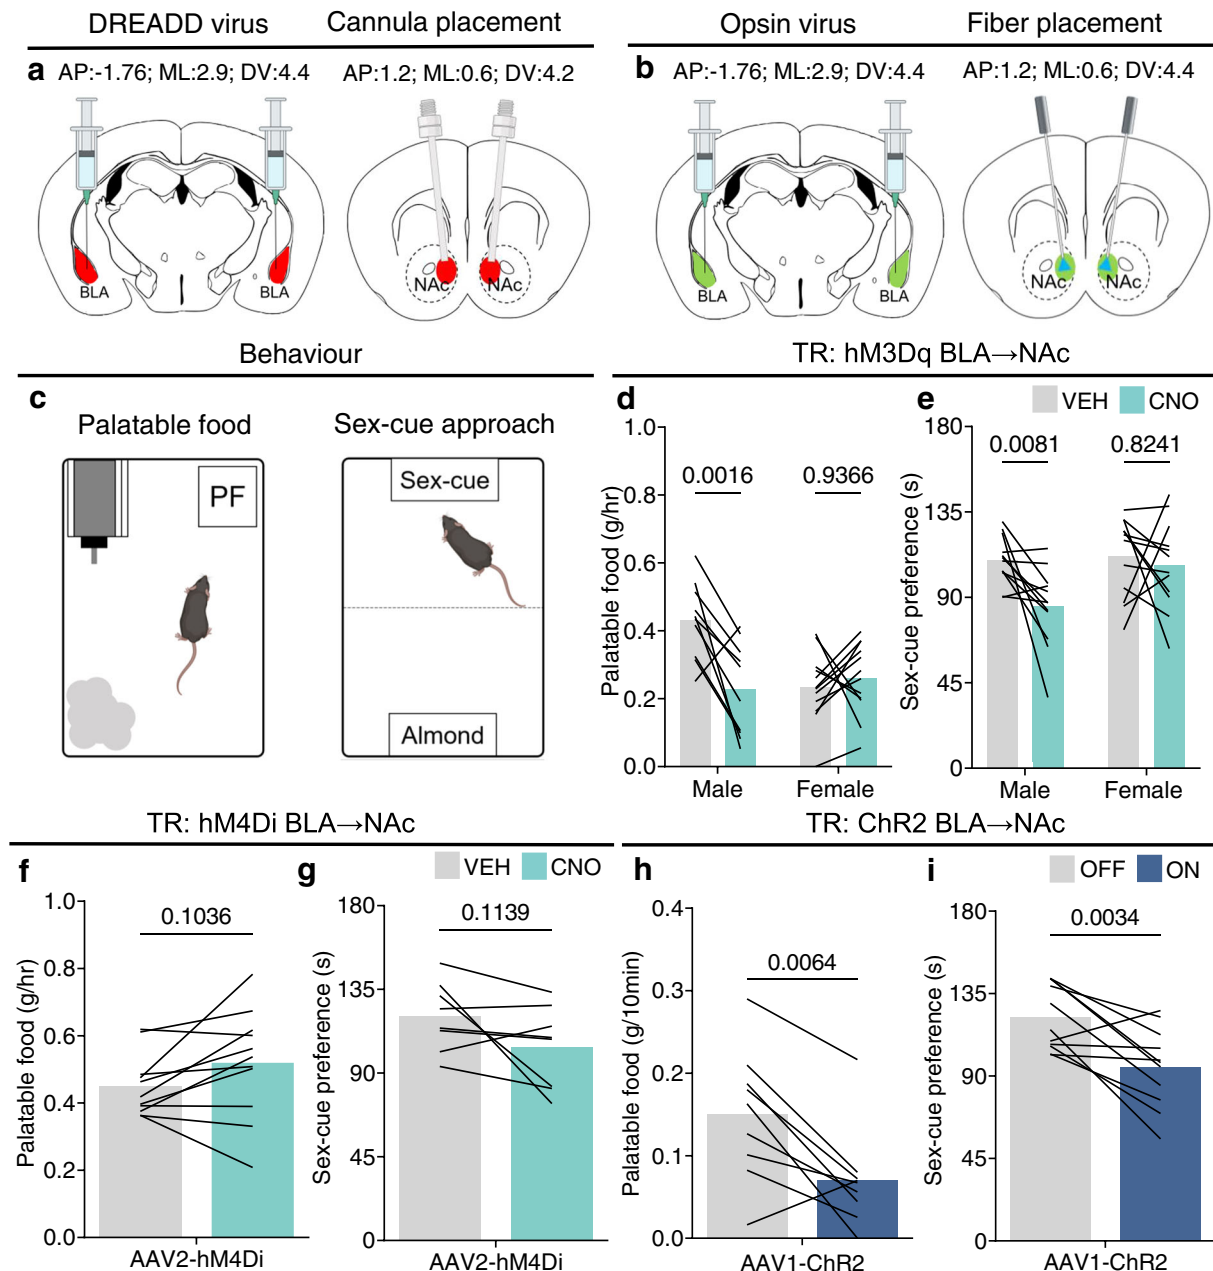 DREADD virus
Cannula placement
Opsin virus
Fiber placement
a
AP:-1.76; ML:2.9; DV:4.4
AP:1.2; ML:0.6; DV:4.2
b
AP:-1.76; ML:2.9; DV:4.4
AP:1.2; ML:0.6; DV:4.4
BLA
BLA
NAc
NAc
BLA
BLA
NAc
NAc
Behaviour
TR: hM3Dq BLA→NAc
c
Palatable food
Sex-cue approach
PF
Sex-cue
Almond
d
Palatable food (g/hr)
1.0
0.8
0.6
0.4
0.2
0.0
0.0016
0.9366
Male
Female
e
VEH
CNO
Sex-cue preference (s)
180
135
90
45
0
0.0081
0.8241
Male
Female
TR: hM4Di BLA→NAc
TR: ChR2 BLA→NAc
f
Palatable food (g/hr)
1.0
0.8
0.6
0.4
0.2
0.0
0.1036
AAV2-hM4Di
g
VEH
CNO
Sex-cue preference (s)
180
135
90
45
0
0.1139
AAV2-hM4Di
h
Palatable food (g/10min)
0.4
0.3
0.2
0.1
0.0
0.0064
AAV1-ChR2
i
OFF
ON
Sex-cue preference (s)
180
135
90
45
0
0.0034
AAV1-ChR2